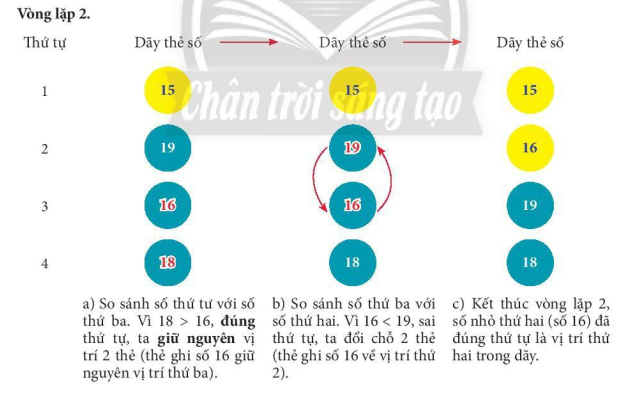 Vòng lặp 2.
Thứ tự Dãy thẻ số Dãy thẻ số Dãy thẻ số
Chân trời sáng tạo
1 15 15 15
2 19 19 16
3 16 16 19
4 18 18 18
a) So sánh số thứ tư với số
thứ ba. Vì 18 > 16, đúng
thứ tự, ta giữ nguyên vị
trí 2 thẻ (thẻ ghi số 16 giữ
nguyên vị trí thứ ba).
b) So sánh số thứ ba với
số thứ hai. Vì 16 < 19, sai
thứ tự, ta đổi chỗ 2 thẻ
(thẻ ghi số 16 về vị trí thứ
2).
c) Kết thúc vòng lặp 2,
số nhỏ thứ hai (số 16) đã
đúng thứ tự là vị trí thứ
hai trong dãy.